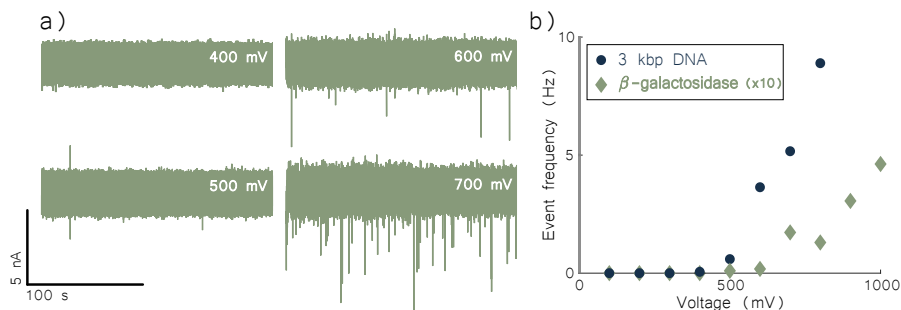 a)
400 mV
600 mV
500 mV
700 mV
5 nA
100 s
b)
10
5
0
Event frequency (Hz)
3 kbp DNA
β-galactosidase (x10)
0
500
1000
Voltage (mV)